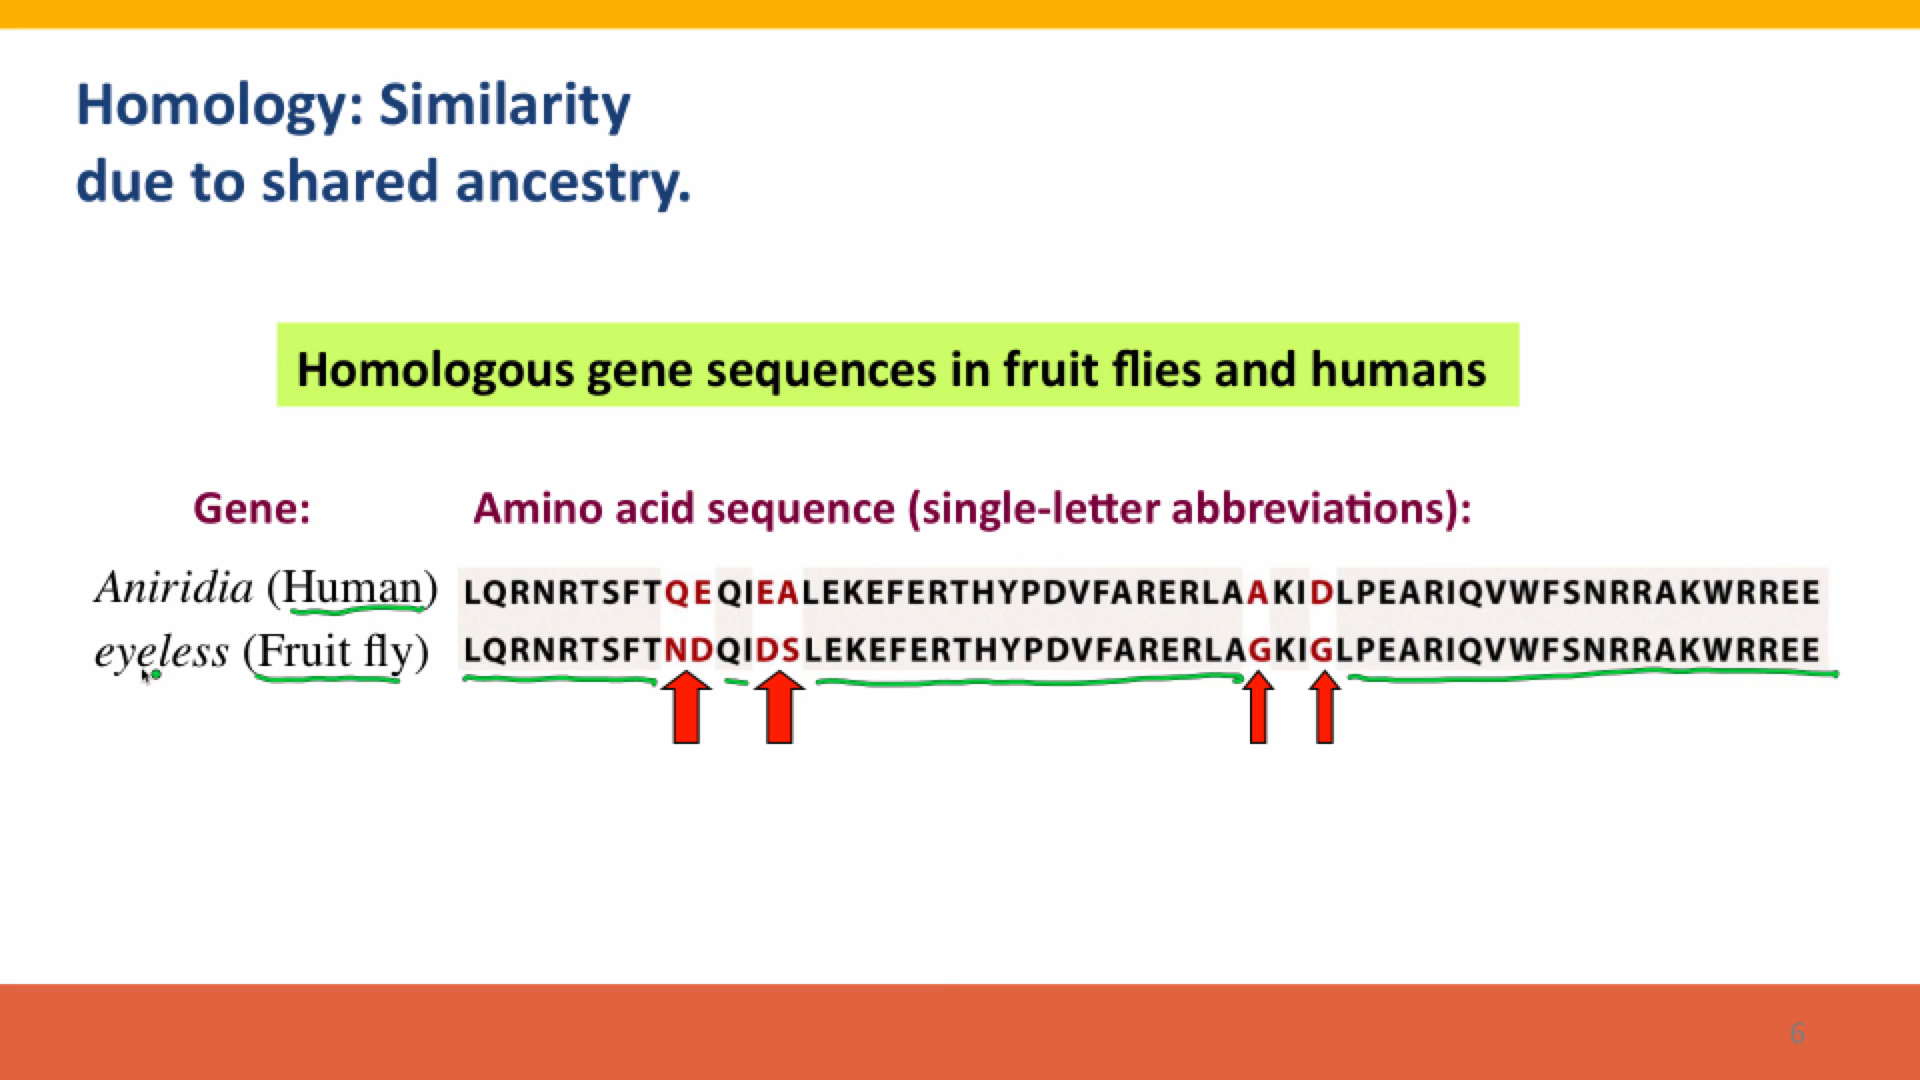 Homology: Similarity
due to shared ancestry.
Homologous gene sequences in fruit flies and humans
Gene: Amino acid sequence (single-letter abbreviations):
Aniridia (Human) LQRNRTSFTQEQIEALEKEFERTHYPDVFARERLAAKIDLPEARIQVWFSNRRAKWRREE
eyeless (Fruit fly) LQRNRTSFTNDQIDSLEKEFERTHYPDVFARERLAGKIGLPEARIQVWFSNRRAKWRREE
6